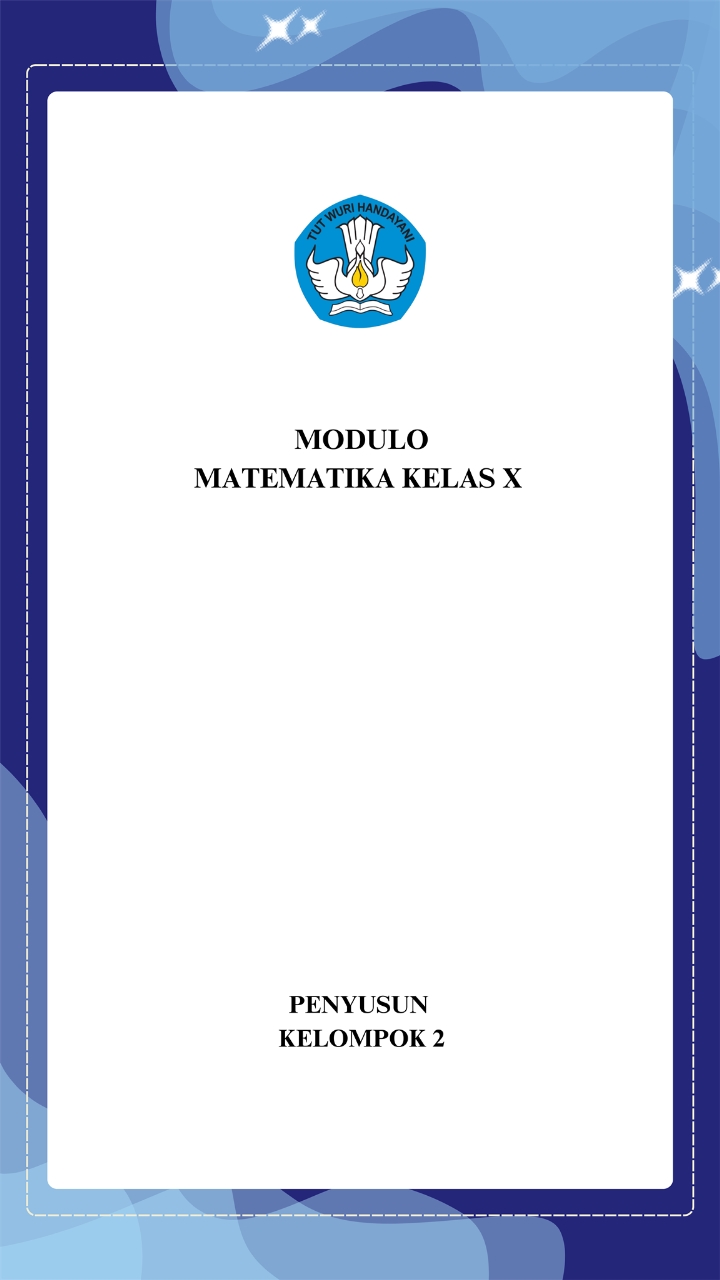 TUT WURI HANDAYANI
MODULO
MATEMATIKA KELAS X
PENYUSUN
KELOMPOK 2